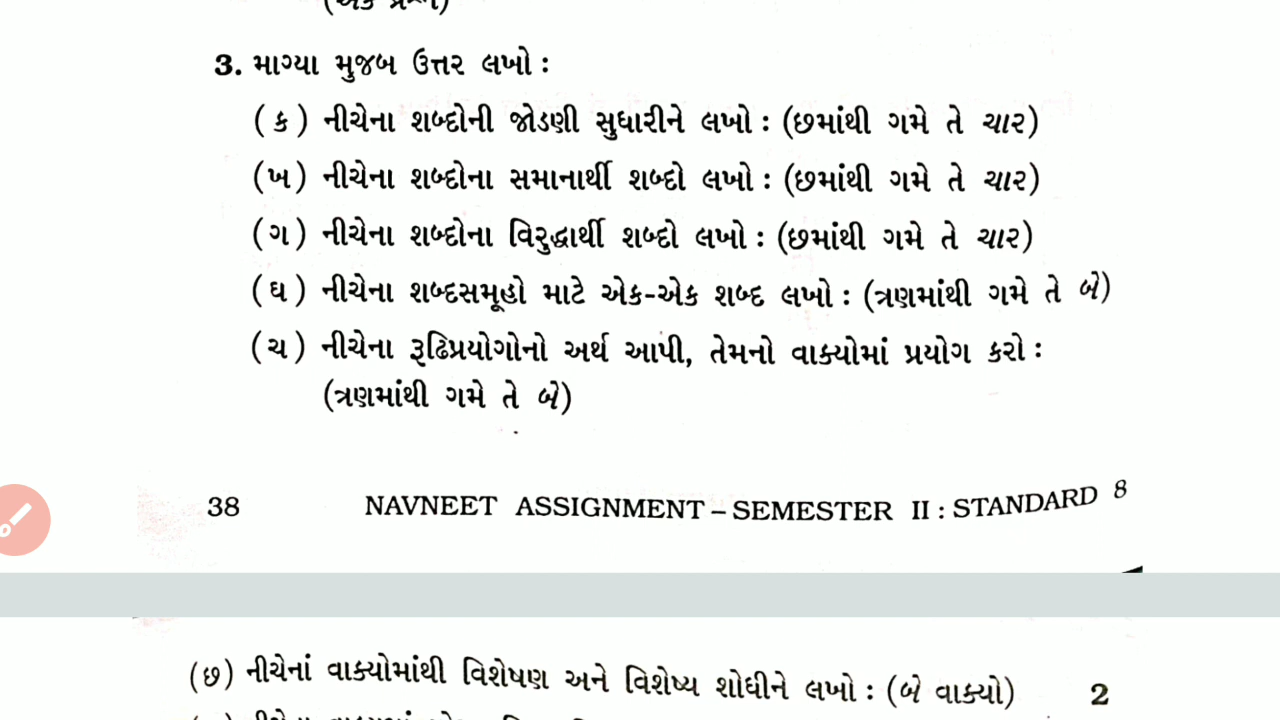 (એક પ્રશ્ન)
3. માગ્યા મુજબ ઉત્તર લખો :
(ક) નીચેના શબ્દોની જોડણી સુધારીને લખો : (છમાંથી ગમે તે ચાર)
(ખ) નીચેના શબ્દોના સમાનાર્થી શબ્દો લખો : (છમાંથી ગમે તે ચાર)
(ગ) નીચેના શબ્દોના વિરુદ્ધાર્થી શબ્દો લખો : (છમાંથી ગમે તે ચાર)
(ઘ) નીચેના શબ્દસમૂહો માટે એક-એક શબ્દ લખો : (ત્રણમાંથી ગમે તે બે)
(ચ) નીચેના રૂઢિપ્રયોગોનો અર્થ આપી, તેમનો વાક્યોમાં પ્રયોગ કરો :
(ત્રણમાંથી ગમે તે બે)
38 NAVNEET ASSIGNMENT – SEMESTER II : STANDARD 8
(છ) નીચેનાં વાક્યોમાંથી વિશેષણ અને વિશેષ્ય શોધીને લખો : (બે વાક્યો) 2